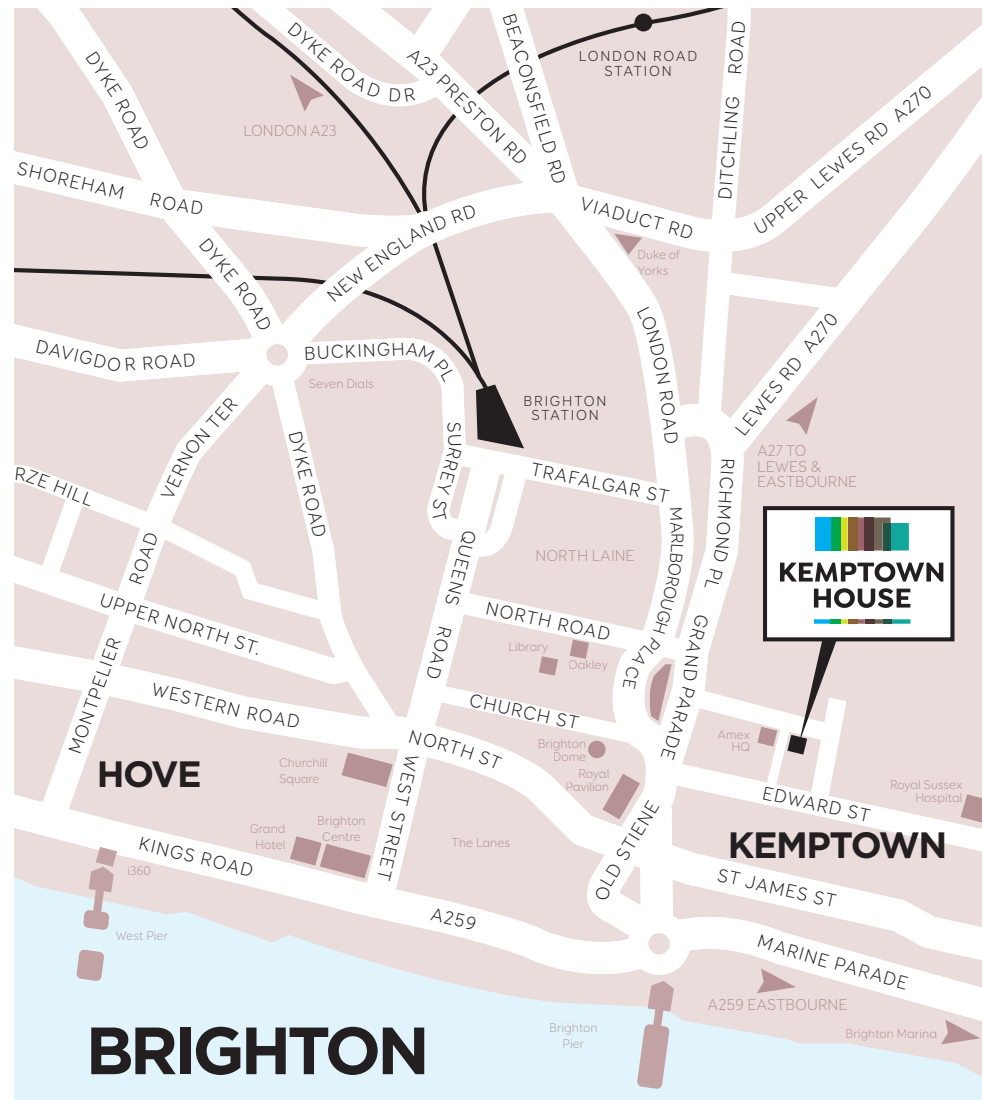 DYKE ROAD
DYKE ROAD DR
A23 PRESTON RD
BEACONSFIELD RD
LONDON ROAD
STATION
DITCHLING ROAD
UPPER LEWES RD A270
LONDON A23
SHOREHAM ROAD
DYKE ROAD
NEW ENGLAND RD
VIADUCT RD
Duke of
Yorks
DAVIGDOR ROAD
BUCKINGHAM PL
Seven Dials
BRIGHTON
STATION
LONDON ROAD
LEWES RD A270
A27 TO
LEWES &
EASTBOURNE
VERNON TER
DYKE ROAD
SURREY ST
TRAFALGAR ST
RZE HILL
RICHMOND PL
MARLBOROUGH PLACE
NORTH LAINE
KEMPTOWN
HOUSE
ROAD
QUEENS ROAD
UPPER NORTH ST.
NORTH ROAD
Library
Oakley
GRAND PARADE
MONTPELIER
WESTERN ROAD
CHURCH ST
NORTH ST
Brighton
Dome
Royal
Pavilion
Amex
HQ
HOVE
Churchill
Square
WEST STREET
EDWARD ST
Royal Sussex
Hospital
KEMPTOWN
Grand
Hotel
Brighton
Centre
The Lanes
OLD STIENE
KINGS ROAD
i360
ST JAMES ST
A259
West Pier
MARINE PARADE
A259 EASTBOURNE
Brighton
Pier
Brighton Marina
BRIGHTON